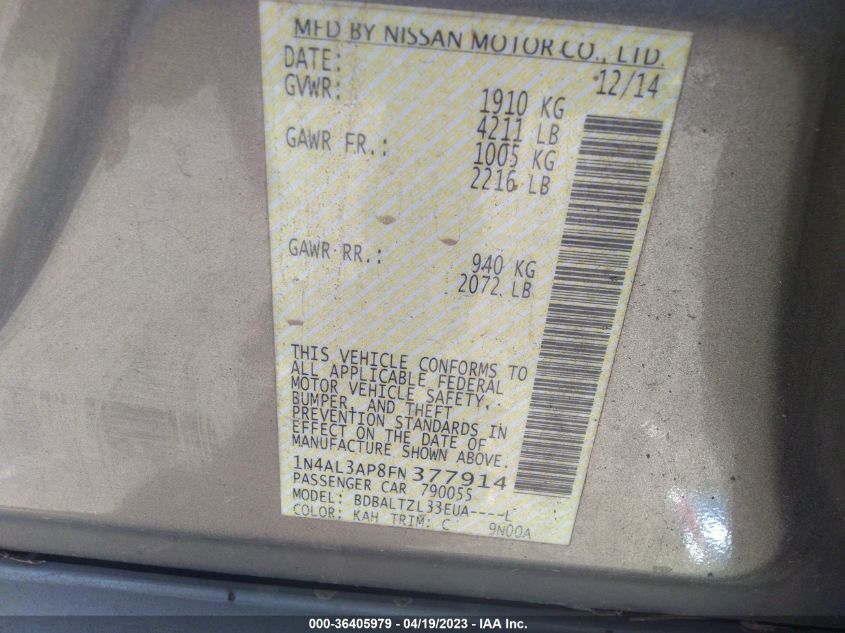 MFD BY NISSAN MOTOR CO., LTD.
DATE: 12/14
GVWR: 1910 KG
4211 LB
GAWR FR.: 1005 KG
2216 LB
GAWR RR.: 940 KG
2072 LB
THIS VEHICLE CONFORMS TO
ALL APPLICABLE FEDERAL
MOTOR VEHICLE SAFETY,
BUMPER, AND THEFT
PREVENTION STANDARDS IN
EFFECT ON THE DATE OF
MANUFACTURE SHOWN ABOVE.
1N4AL3AP8FN377914
PASSENGER CAR 790055
MODEL: BDBALTZL33EUA----L
COLOR: KAH TRIM: C 9N00A
000-36405979 - 04/19/2023 - IAA Inc.